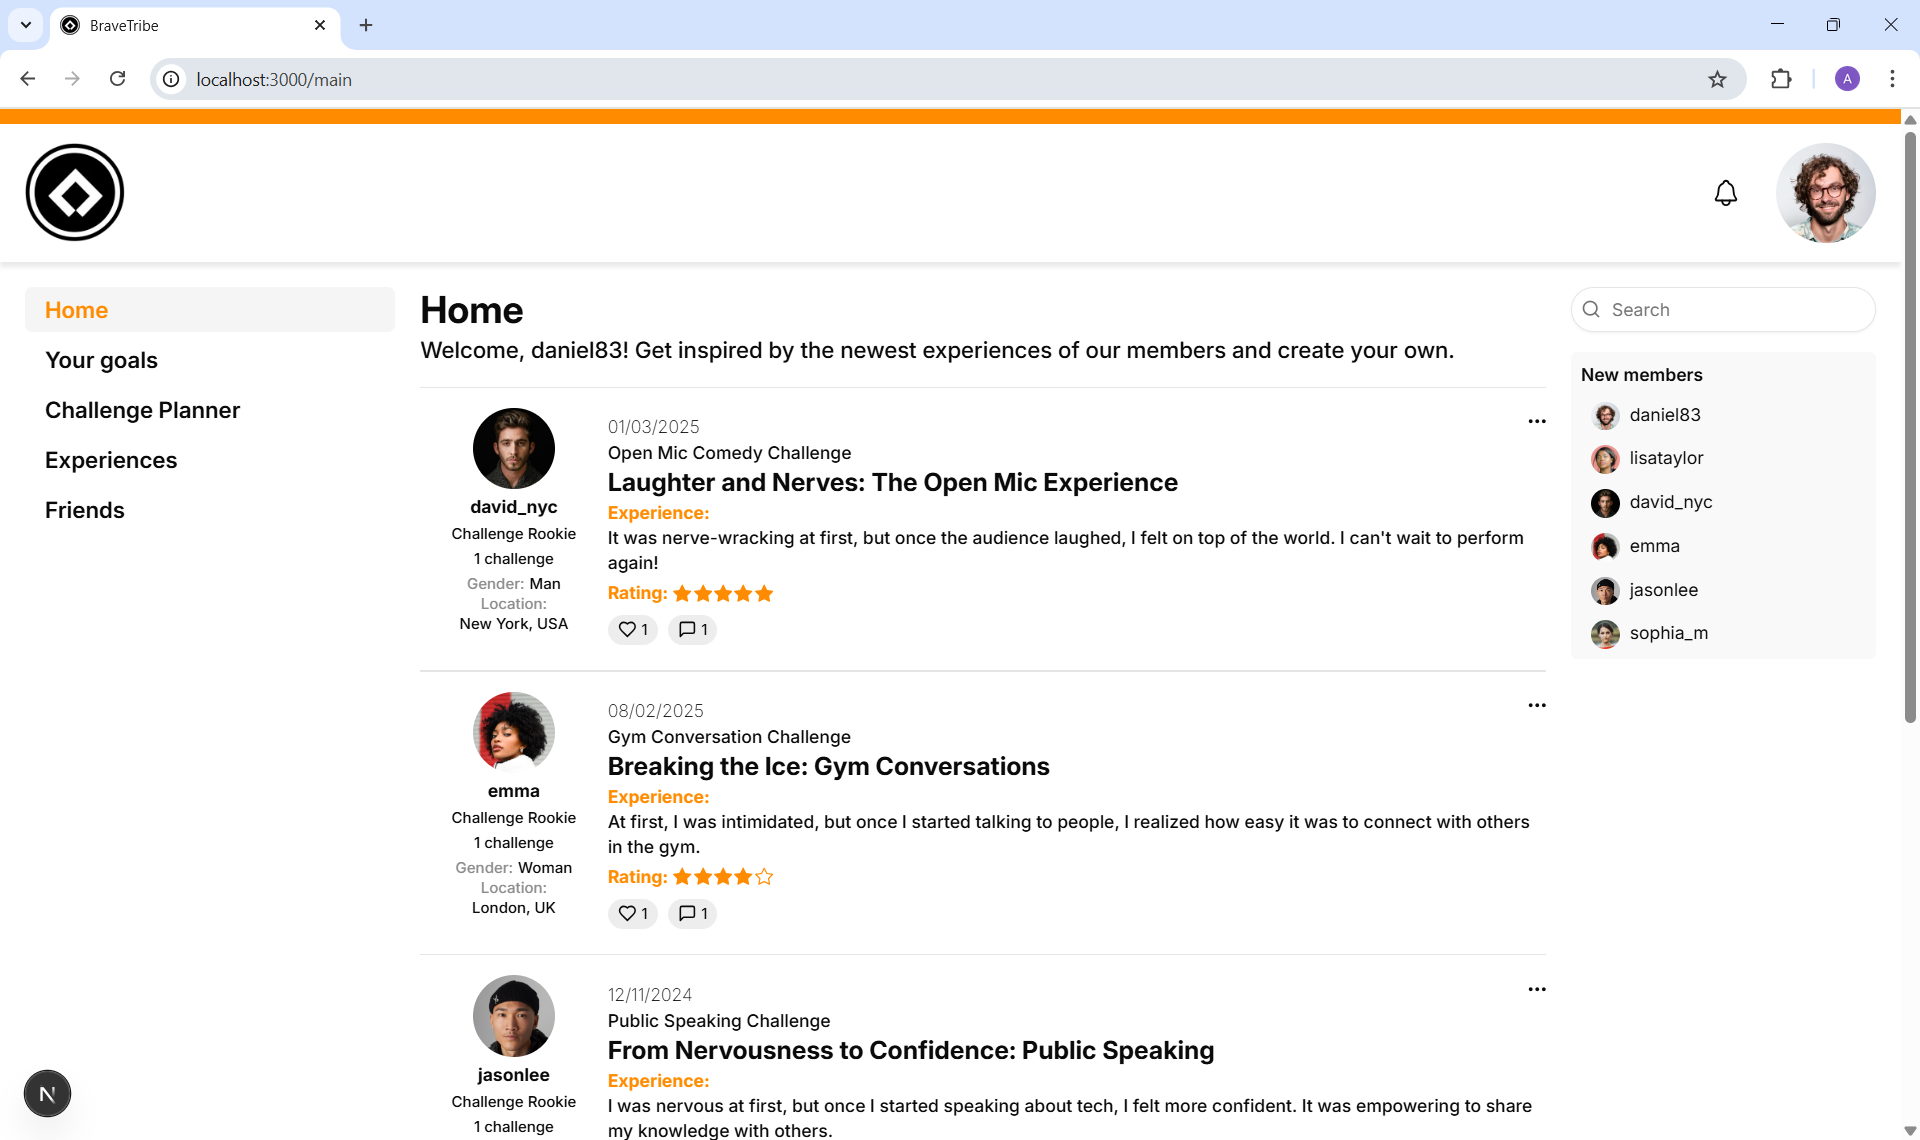 BraveTribe
localhost:3000/main
A
Home
Your goals
Challenge Planner
Experiences
Friends
Home
Welcome, daniel83! Get inspired by the newest experiences of our members and create your own.
david_nyc
Challenge Rookie
1 challenge
Gender: Man
Location:
New York, USA
01/03/2025
Open Mic Comedy Challenge
Laughter and Nerves: The Open Mic Experience
Experience:
It was nerve-wracking at first, but once the audience laughed, I felt on top of the world. I can't wait to perform
again!
Rating:
1 1
emma
Challenge Rookie
1 challenge
Gender: Woman
Location:
London, UK
08/02/2025
Gym Conversation Challenge
Breaking the Ice: Gym Conversations
Experience:
At first, I was intimidated, but once I started talking to people, I realized how easy it was to connect with others
in the gym.
Rating:
1 1
jasonlee
Challenge Rookie
1 challenge
12/11/2024
Public Speaking Challenge
From Nervousness to Confidence: Public Speaking
Experience:
I was nervous at first, but once I started speaking about tech, I felt more confident. It was empowering to share
my knowledge with others.
Search
New members
daniel83
lisataylor
david_nyc
emma
jasonlee
sophia_m
N